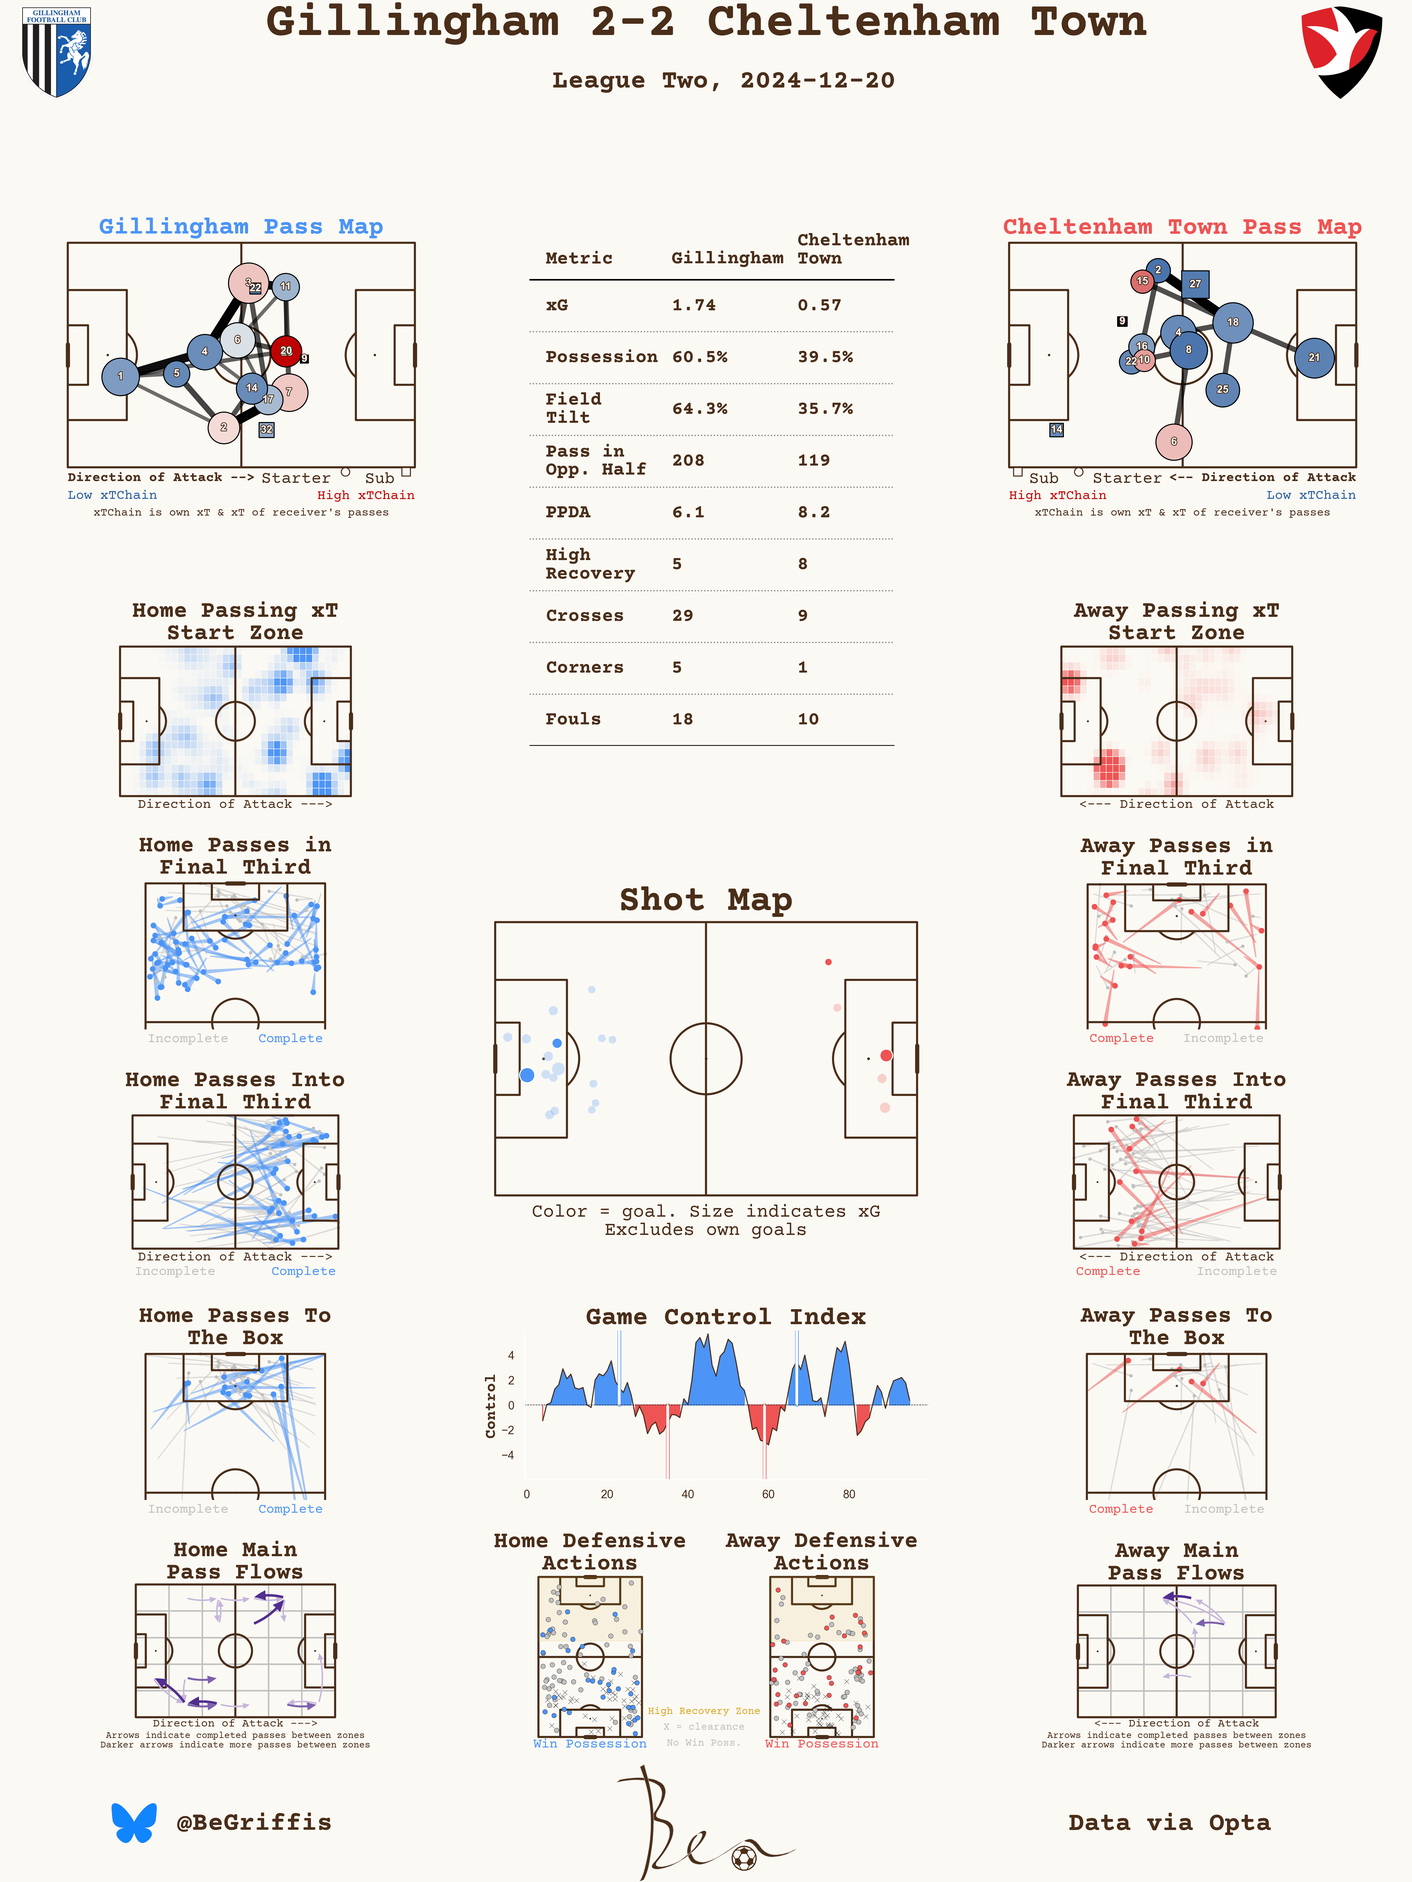 Gillingham 2-2 Cheltenham Town
League Two, 2024-12-20
GILLINGHAM
FOOTBALL CLUB
Gillingham Pass Map
3
22
11
6
4
20
9
1
5
14
17
7
2
32
Direction of Attack --> Starter Sub
Low xTChain High xTChain
xTChain is own xT & xT of receiver's passes
Metric Gillingham Cheltenham Town
xG 1.74 0.57
Possession 60.5% 39.5%
Field Tilt 64.3% 35.7%
Pass in Opp. Half 208 119
PPDA 6.1 8.2
High Recovery 5 8
Crosses 29 9
Corners 5 1
Fouls 18 10
Cheltenham Town Pass Map
2
15
27
9
18
4
16
8
22
10
21
25
14
6
Sub Starter <-- Direction of Attack
High xTChain Low xTChain
xTChain is own xT & xT of receiver's passes
Home Passing xT
Start Zone
Direction of Attack --->
Away Passing xT
Start Zone
<--- Direction of Attack
Home Passes in
Final Third
Incomplete Complete
Away Passes in
Final Third
Complete Incomplete
Shot Map
Color = goal. Size indicates xG
Excludes own goals
Home Passes Into
Final Third
Direction of Attack --->
Incomplete Complete
Away Passes Into
Final Third
<--- Direction of Attack
Complete Incomplete
Home Passes To
The Box
Incomplete Complete
Game Control Index
Control
4
2
0
−2
−4
0 20 40 60 80
Away Passes To
The Box
Complete Incomplete
Home Main
Pass Flows
Direction of Attack --->
Arrows indicate completed passes between zones
Darker arrows indicate more passes between zones
Home Defensive
Actions
Win Possession
Away Defensive
Actions
Win Possession
High Recovery Zone
X = clearance
No Win Poss.
Away Main
Pass Flows
<--- Direction of Attack
Arrows indicate completed passes between zones
Darker arrows indicate more passes between zones
@BeGriffis
Ben
Data via Opta